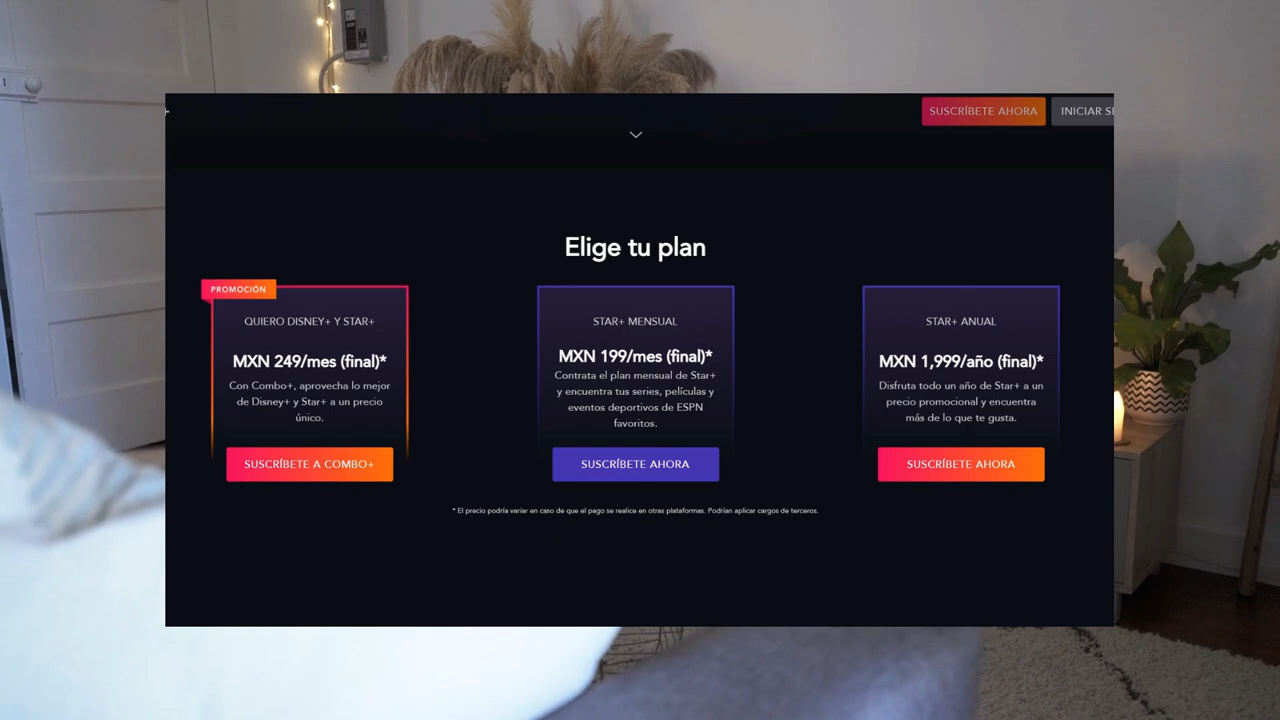 SUSCRÍBETE AHORA
INICIAR
Elige tu plan
PROMOCIÓN
QUIERO DISNEY+ Y STAR+
MXN 249/mes (final)*
Con Combo+, aprovecha lo mejor
de Disney+ y Star+ a un precio
único.
SUSCRÍBETE A COMBO+
STAR+ MENSUAL
MXN 199/mes (final)*
Contrata el plan mensual de Star+
y encuentra tus series, películas y
eventos deportivos de ESPN
favoritos.
SUSCRÍBETE AHORA
STAR+ ANUAL
MXN 1,999/año (final)*
Disfruta todo un año de Star+ a un
precio promocional y encuentra
más de lo que te gusta.
SUSCRÍBETE AHORA
* El precio podría variar en caso de que el pago se realice en otras plataformas. Podrían aplicar cargos de terceros.